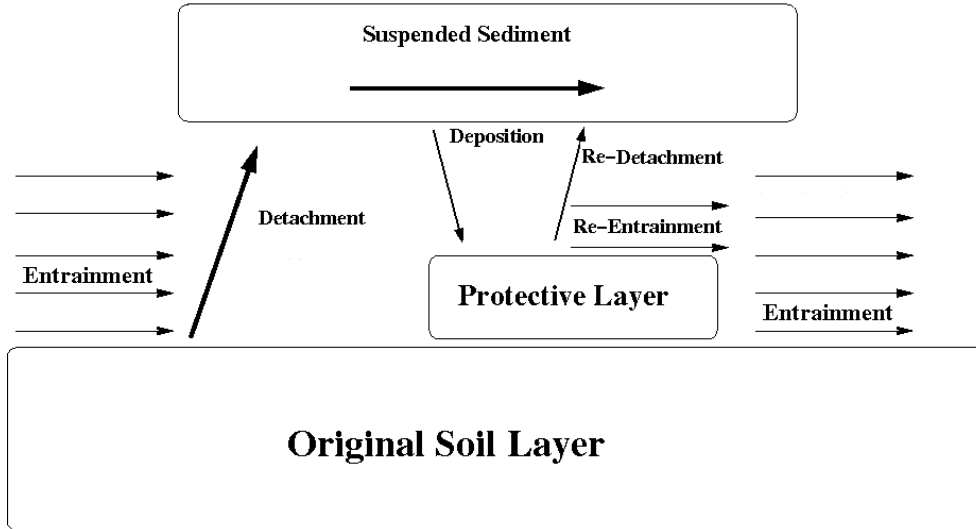 Suspended Sediment
Deposition
Re-Detachment
Detachment
Re-Entrainment
Entrainment
Protective Layer
Entrainment
Original Soil Layer